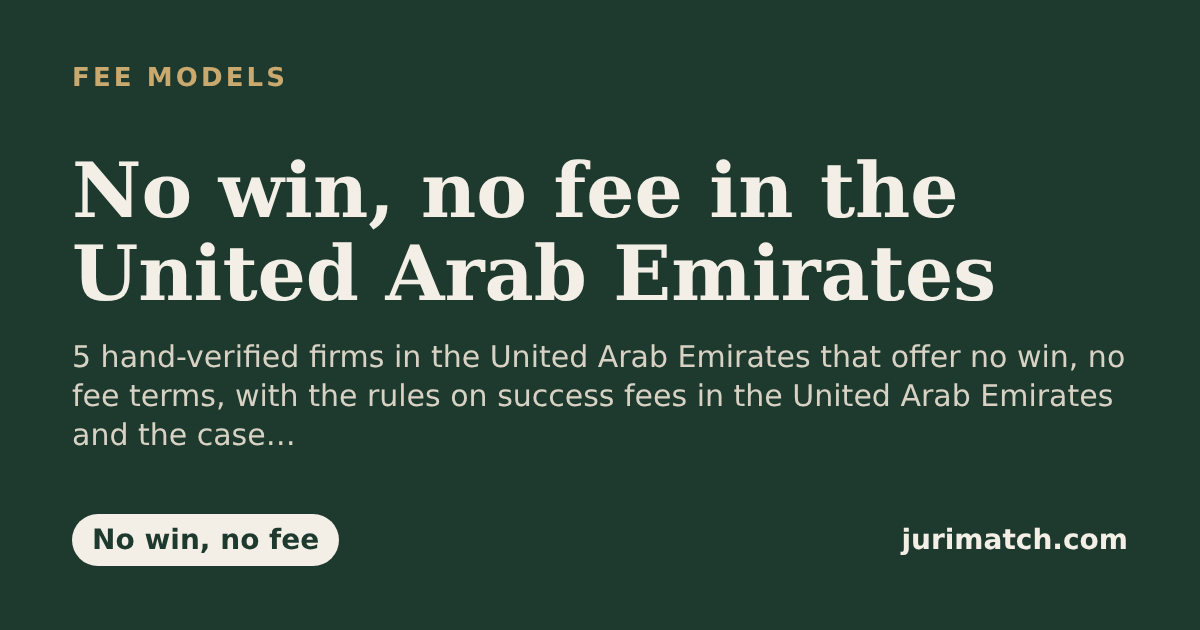 FEE MODELS
No win, no fee in the
United Arab Emirates
5 hand-verified firms in the United Arab Emirates that offer no win, no
fee terms, with the rules on success fees in the United Arab Emirates
and the case…
No win, no fee
jurimatch.com